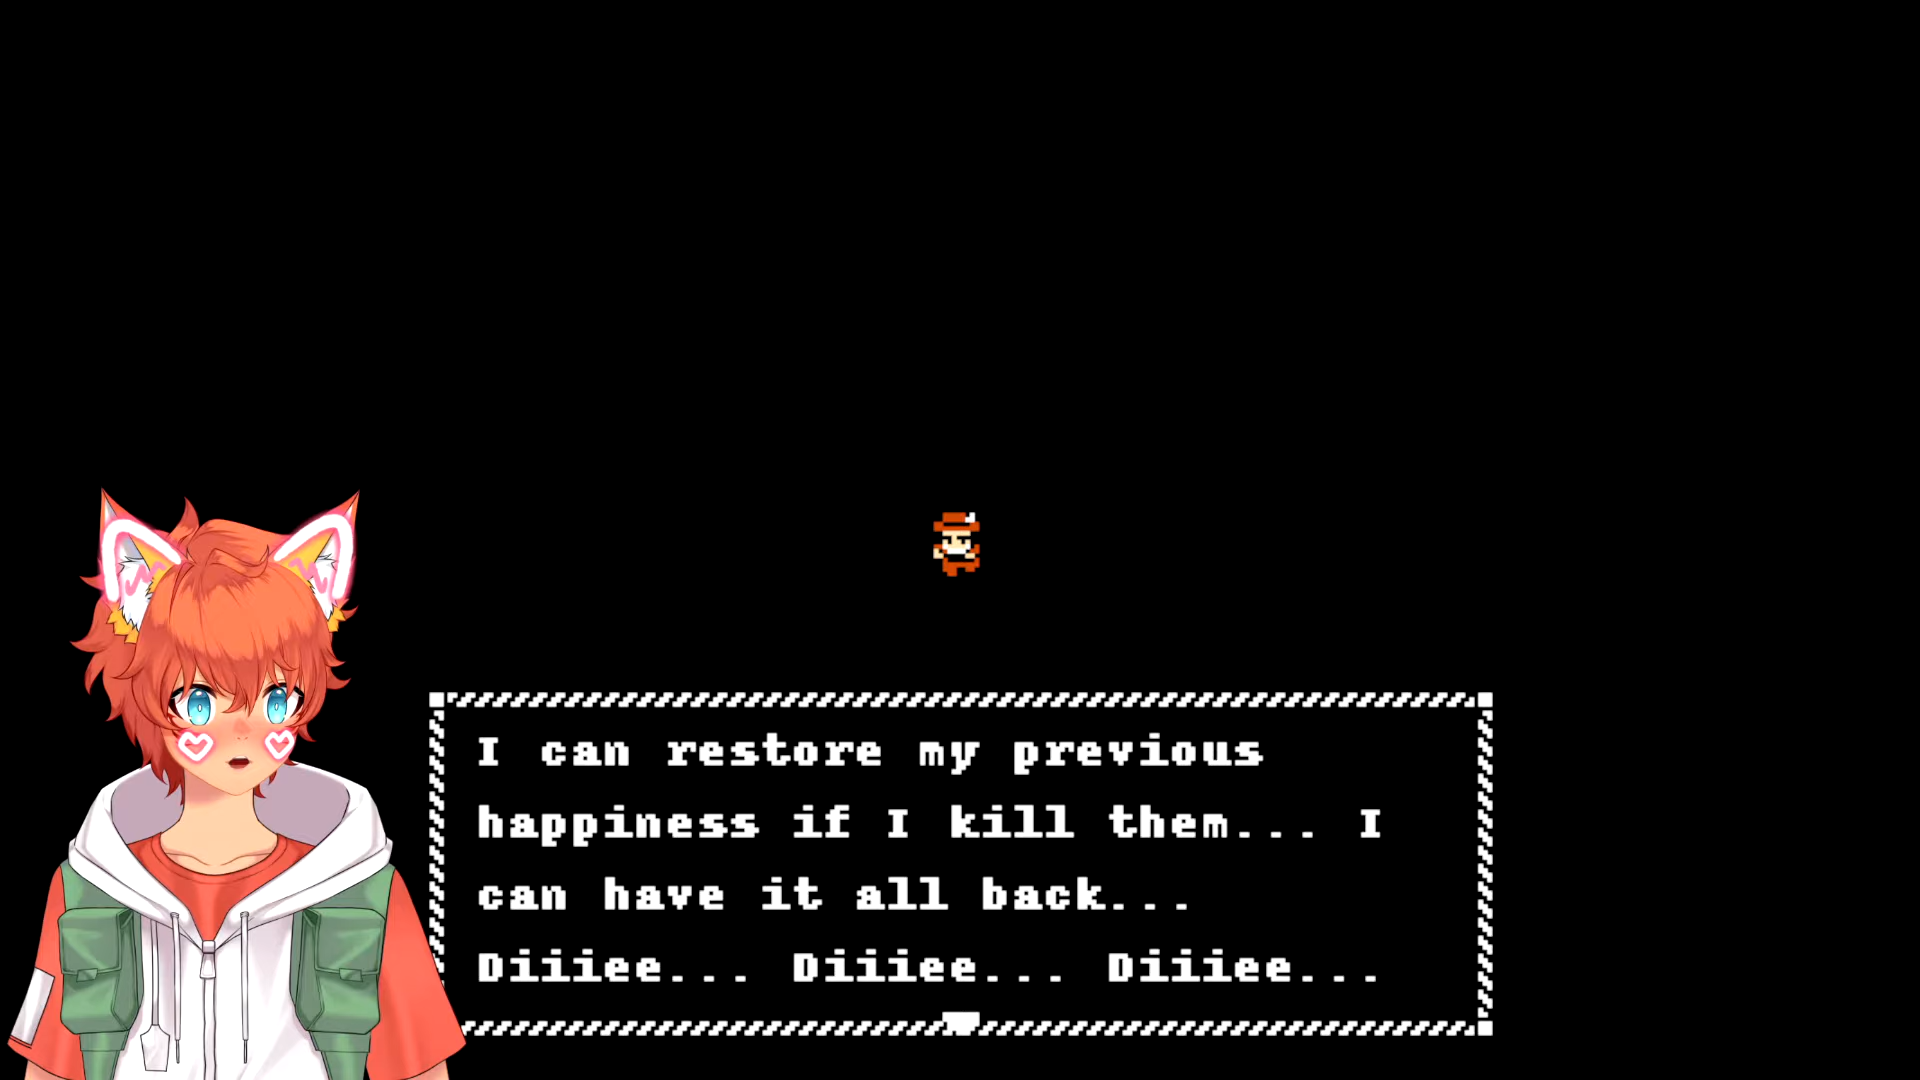 I can restore my previous
happiness if I kill them... I
can have it all back...
Diiiee... Diiiee... Diiiee...